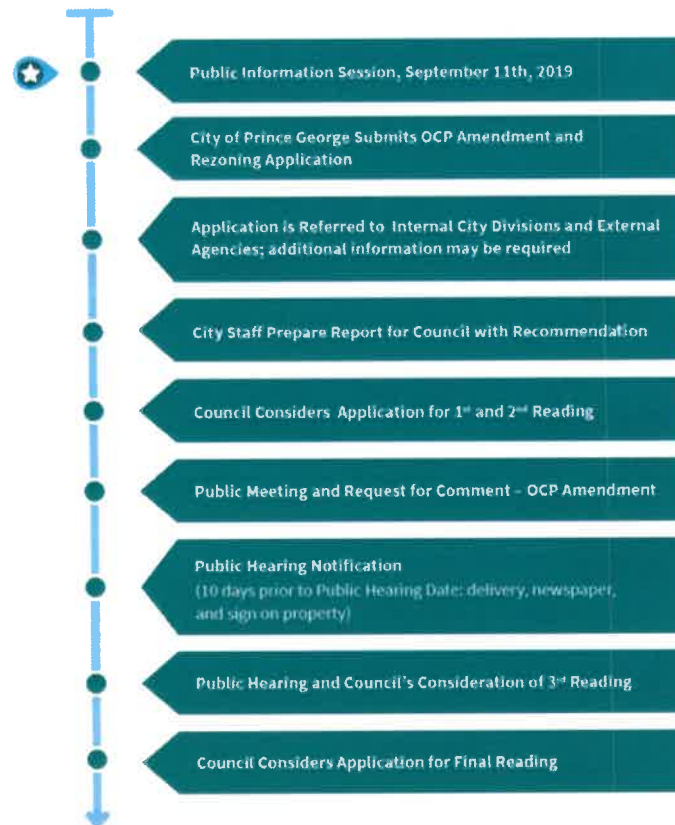 Public Information Session, September 11th, 2019
City of Prince George Submits OCP Amendment and
Rezoning Application
Application is Referred to Internal City Divisions and External
Agencies; additional information may be required
City Staff Prepare Report for Council with Recommendation
Council Considers Application for 1st and 2nd Reading
Public Meeting and Request for Comment – OCP Amendment
Public Hearing Notification
(10 days prior to Public Hearing Date: delivery, newspaper,
and sign on property)
Public Hearing and Council's Consideration of 3rd Reading
Council Considers Application for Final Reading